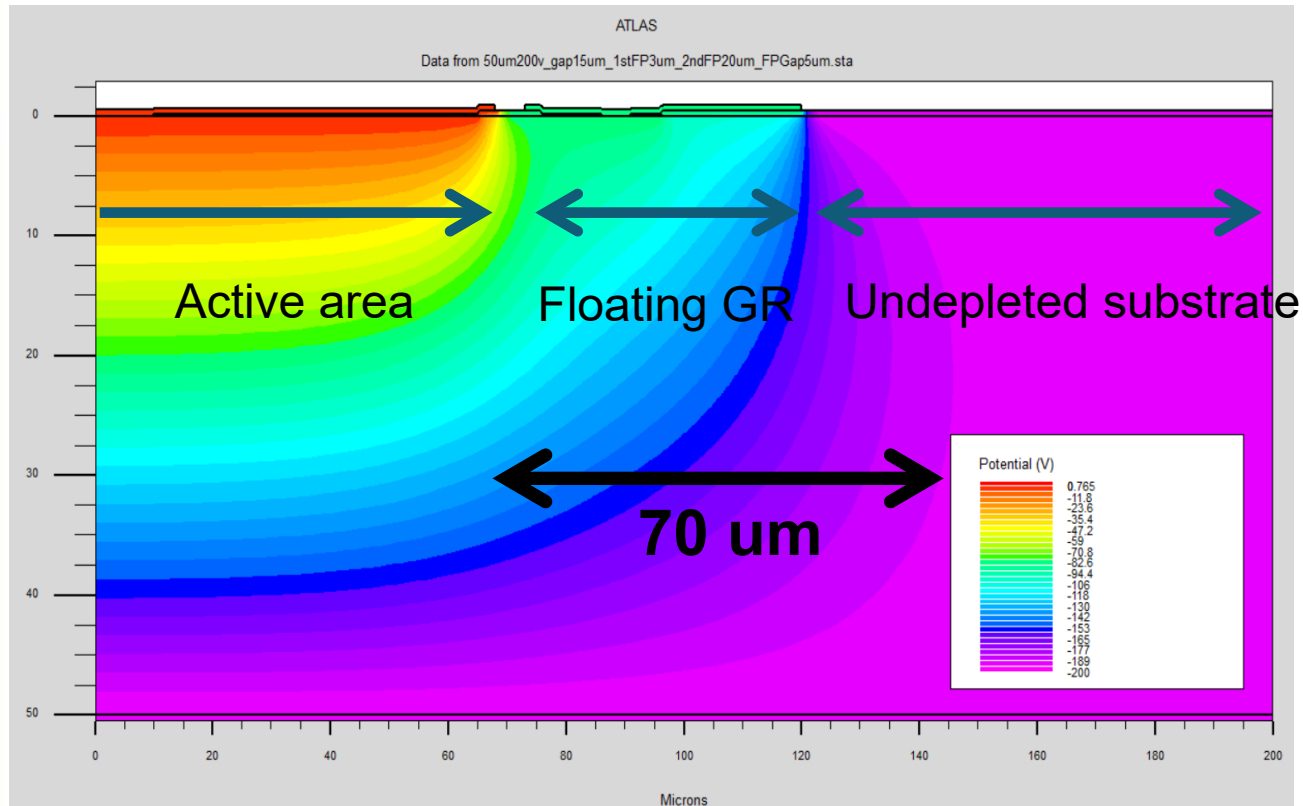 ATLAS
Data from 50um200v_gap15um_1stFP3um_2ndFP20um_FPGap5um.sta
0
10
20
30
40
50
Active area
Floating GR
Undepleted substrate
70 um
Potential (V)
0.765
-11.8
-23.6
-35.4
-47.2
-59
-70.8
-82.6
-94.4
-106
-118
-130
-142
-153
-165
-177
-189
-200
0 20 40 60 80 100 120 140 160 180 200
Microns